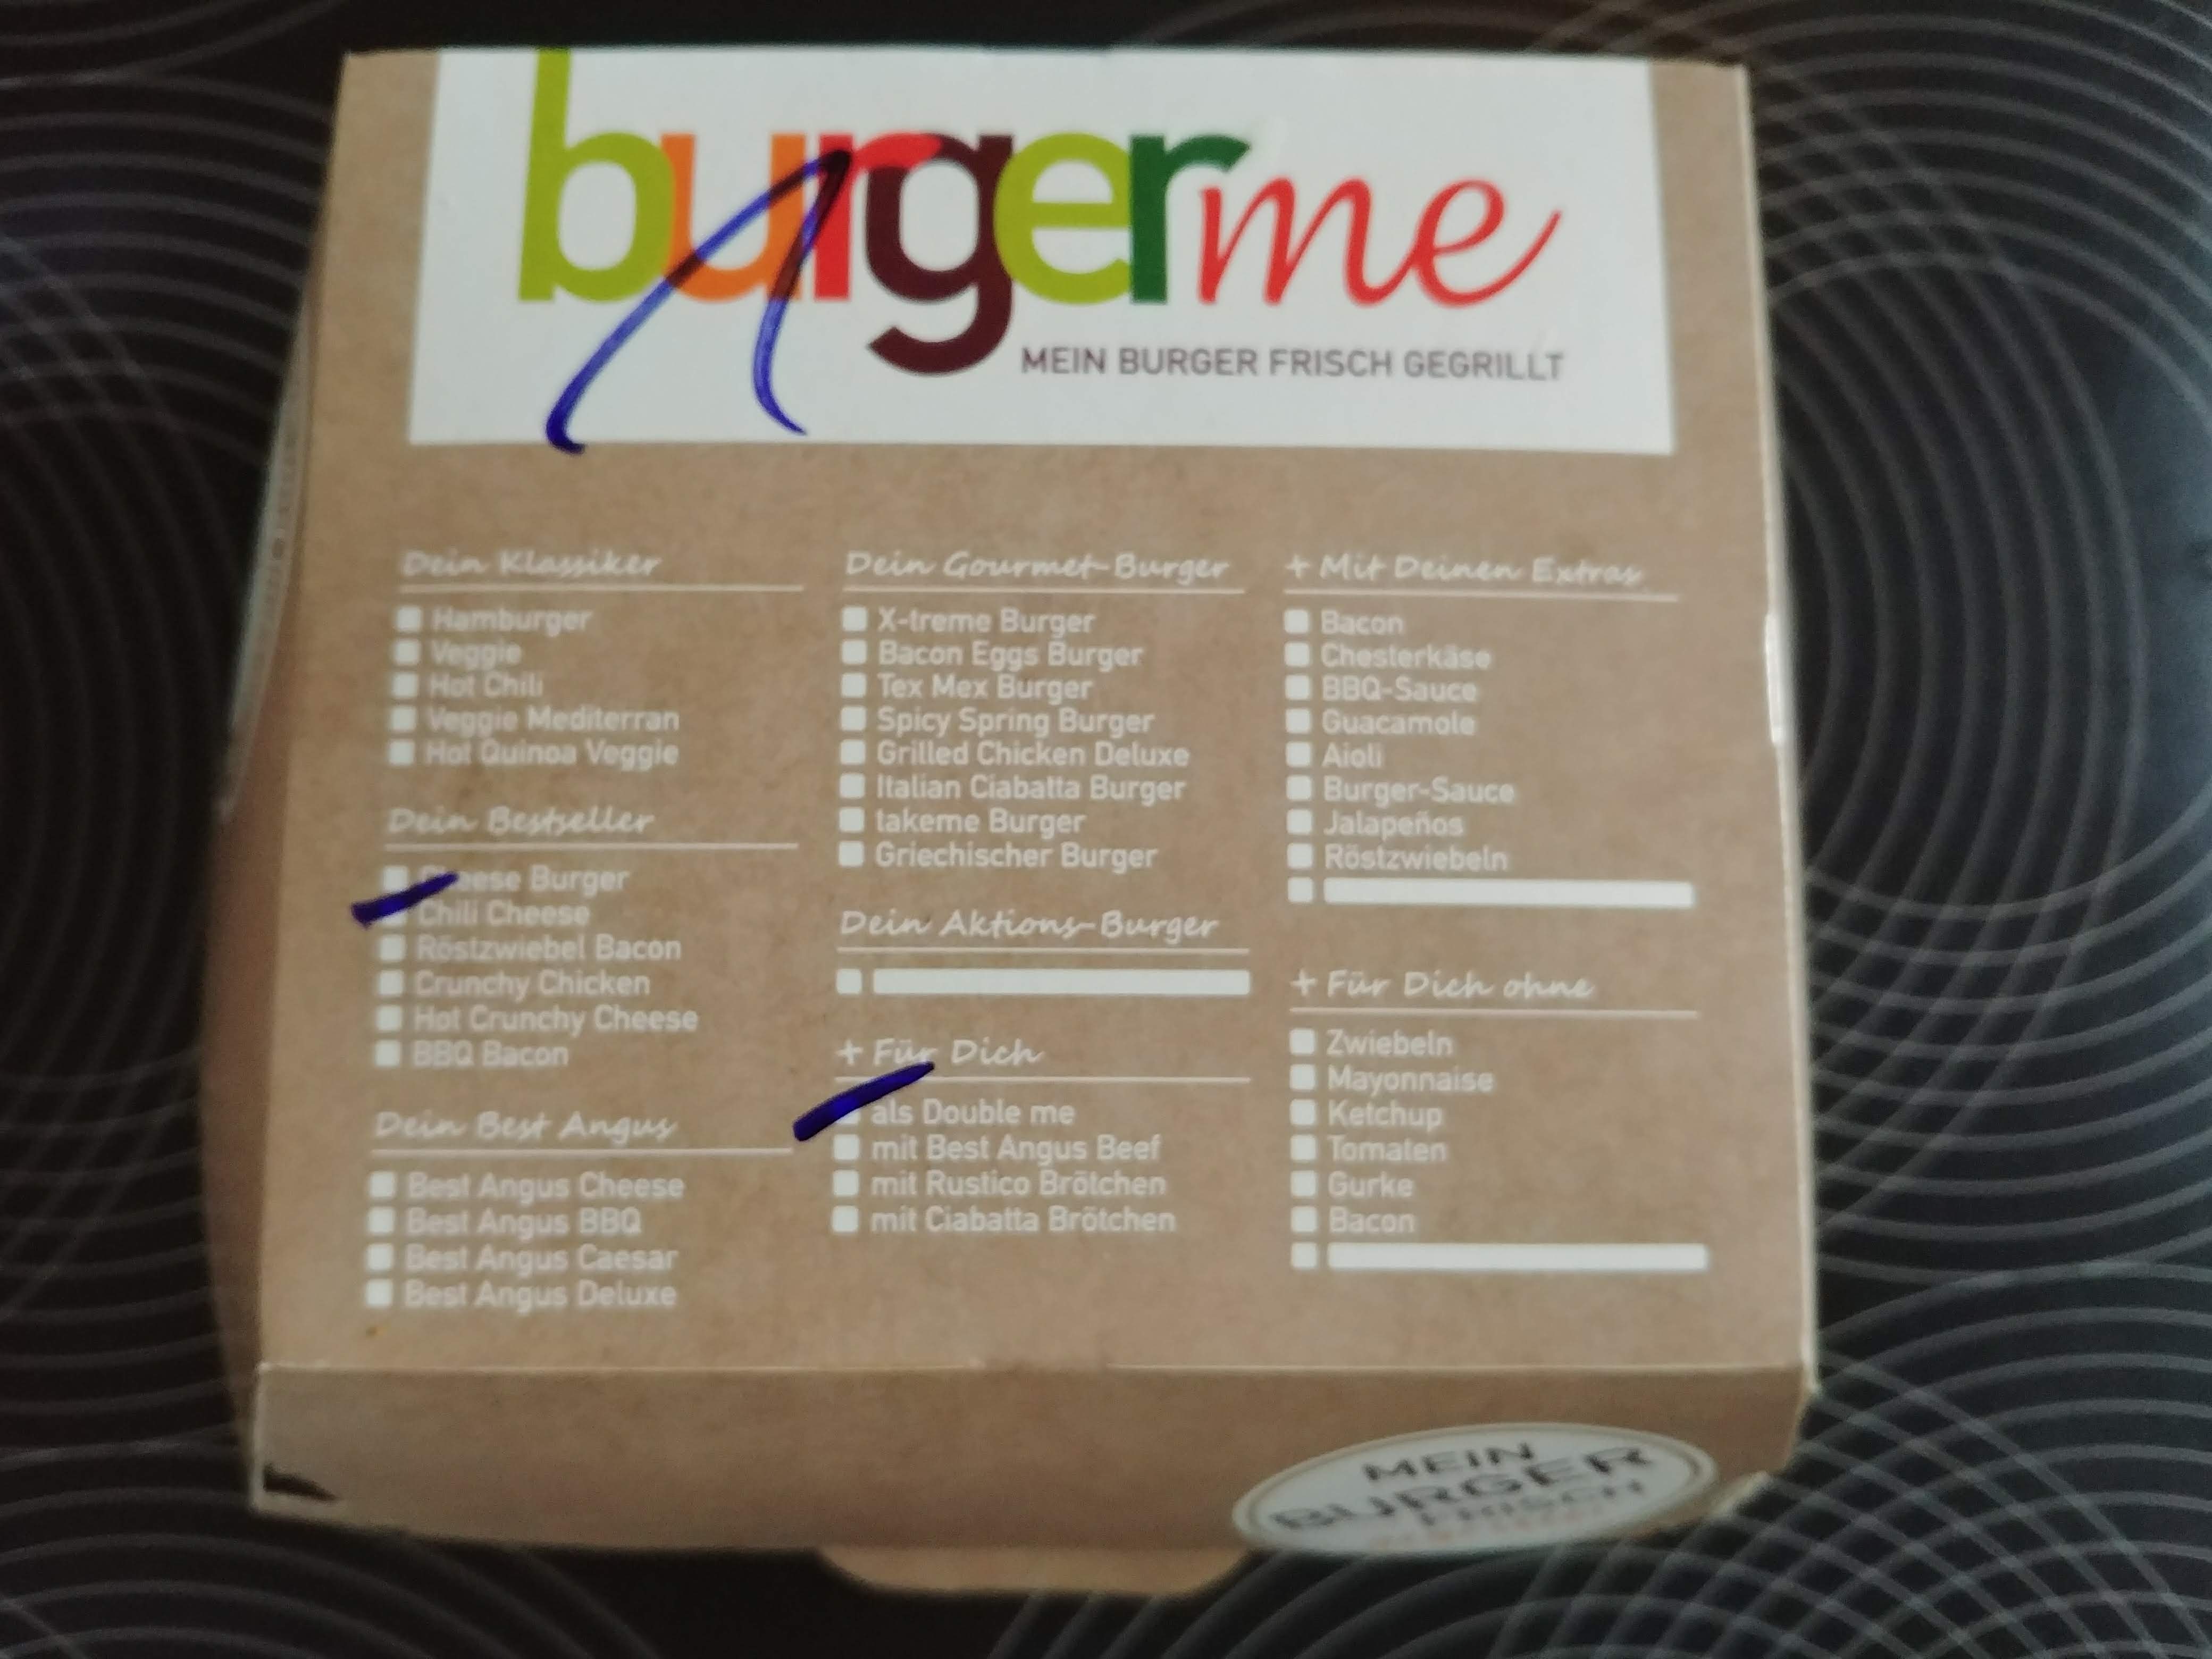 burgerme
MEIN BURGER FRISCH GEGRILLT
Dein Klassiker
Hamburger
Veggie
Hot Chili
Veggie Mediterran
Hot Quinoa Veggie
Dein Bestseller
Cheese Burger
Chili Cheese
Röstzwiebel Bacon
Crunchy Chicken
Hot Crunchy Cheese
BBQ Bacon
Dein Best Angus
Best Angus Cheese
Best Angus BBQ
Best Angus Caesar
Best Angus Deluxe
Dein Gourmet-Burger
X-treme Burger
Bacon Eggs Burger
Tex Mex Burger
Spicy Spring Burger
Grilled Chicken Deluxe
Italian Ciabatta Burger
takeme Burger
Griechischer Burger
Dein Aktions-Burger
+ Für Dich
als Double me
mit Best Angus Beef
mit Rustico Brötchen
mit Ciabatta Brötchen
+ Mit Deinen Extras
Bacon
Chesterkäse
BBQ-Sauce
Guacamole
Aioli
Burger-Sauce
Jalapeños
Röstzwiebeln
+ Für Dich ohne
Zwiebeln
Mayonnaise
Ketchup
Tomaten
Gurke
Bacon
MEIN
BURGER
FRISCH